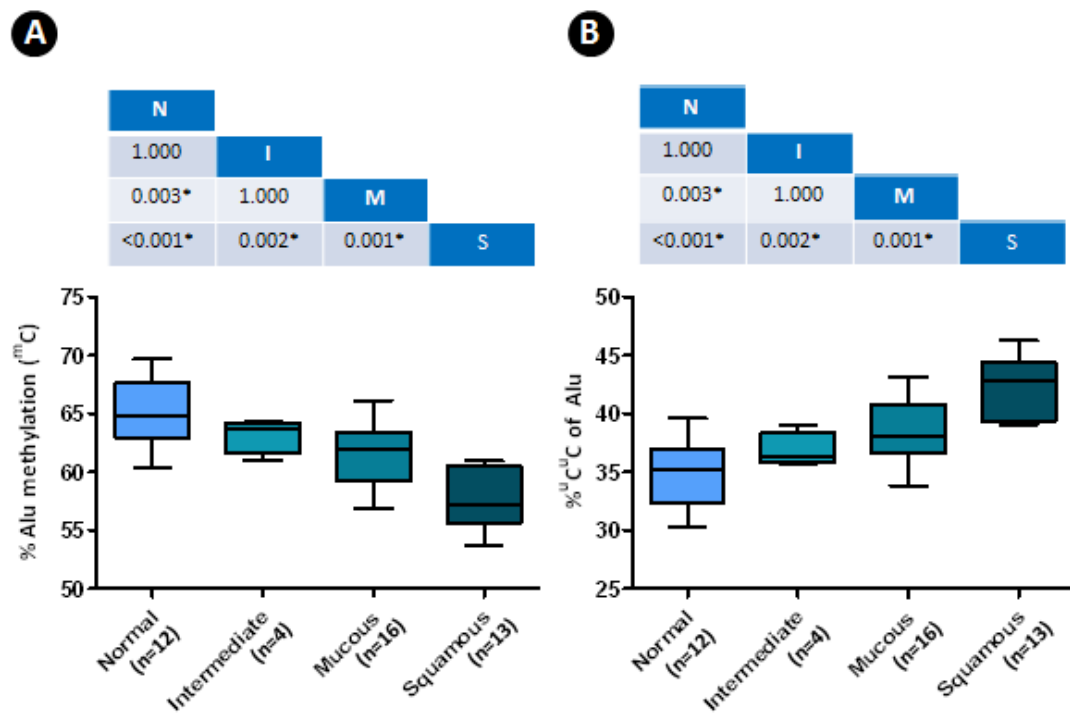 A
N
1.000 I
0.003* 1.000 M
<0.001* 0.002* 0.001* S
% Alu methylation (ᵐC)
75
70
65
60
55
50
Normal
(n=12)
Intermediate
(n=4)
Mucous
(n=16)
Squamous
(n=13)
B
N
1.000 I
0.003* 1.000 M
<0.001* 0.002* 0.001* S
%ᵘCᵘC of Alu
50
45
40
35
30
25
Normal
(n=12)
Intermediate
(n=4)
Mucous
(n=16)
Squamous
(n=13)